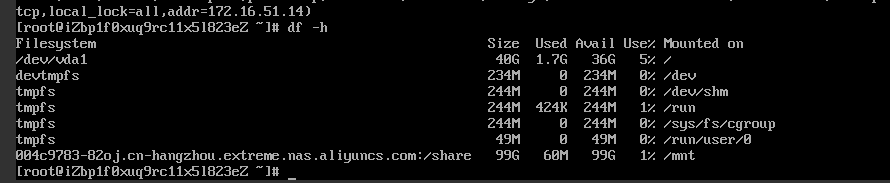 tcp,local_lock=all,addr=172.16.51.14)
[root@iZbp1f0xuq9rc11x5l823eZ ~]# df -h
Filesystem Size Used Avail Use% Mounted on
/dev/vda1 40G 1.7G 36G 5% /
devtmpfs 234M 0 234M 0% /dev
tmpfs 244M 0 244M 0% /dev/shm
tmpfs 244M 424K 244M 1% /run
tmpfs 244M 0 244M 0% /sys/fs/cgroup
tmpfs 49M 0 49M 0% /run/user/0
004c9783-82oj.cn-hangzhou.extreme.nas.aliyuncs.com:/share 99G 60M 99G 1% /mnt
[root@iZbp1f0xuq9rc11x5l823eZ ~]# _